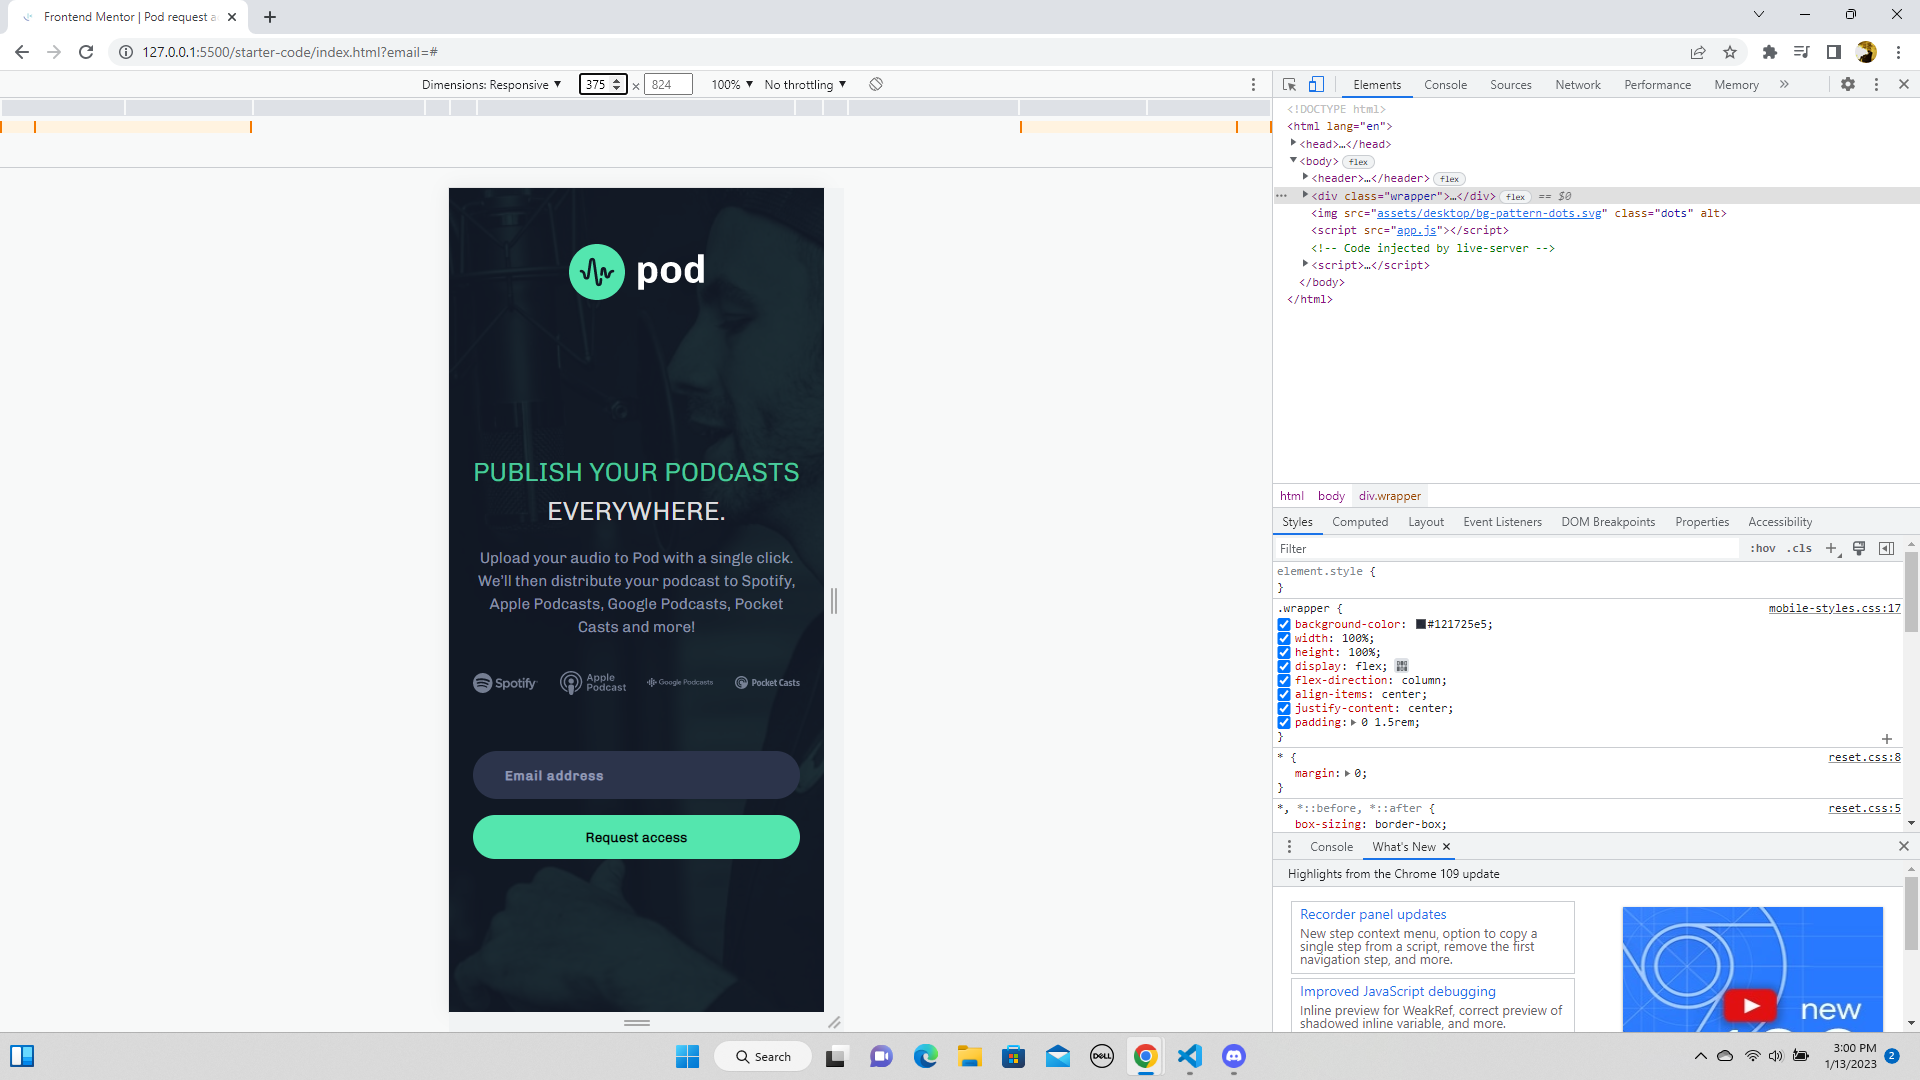 Frontend Mentor | Pod request a
127.0.0.1:5500/starter-code/index.html?email=#
Dimensions: Responsive
375
×
824
100%
No throttling
pod
PUBLISH YOUR PODCASTS
EVERYWHERE.
Upload your audio to Pod with a single click.
We'll then distribute your podcast to Spotify,
Apple Podcasts, Google Podcasts, Pocket
Casts and more!
Spotify
Apple
Podcast
Google Podcasts
Pocket Casts
Email address
Request access
Elements
Console
Sources
Network
Performance
Memory
»
<!DOCTYPE html>
<html lang="en">
<head>…</head>
<body> flex
<header>…</header> flex
<div class="wrapper">…</div> flex == $0
<img src="assets/desktop/bg-pattern-dots.svg" class="dots" alt>
<script src="app.js"></script>
<!-- Code injected by live-server -->
<script>…</script>
</body>
</html>
html body div.wrapper
Styles
Computed
Layout
Event Listeners
DOM Breakpoints
Properties
Accessibility
Filter
:hov .cls +
element.style {
}
.wrapper { mobile-styles.css:17
background-color: #121725e5;
width: 100%;
height: 100%;
display: flex;
flex-direction: column;
align-items: center;
justify-content: center;
padding: 0 1.5rem;
}
* { reset.css:8
margin: 0;
}
*, *::before, *::after { reset.css:5
box-sizing: border-box;
Console
What's New
Highlights from the Chrome 109 update
Recorder panel updates
New step context menu, option to copy a
single step from a script, remove the first
navigation step, and more.
Improved JavaScript debugging
Inline preview for WeakRef, correct preview of
shadowed inline variable, and more.
new
Search
DELL
3:00 PM
1/13/2023
2